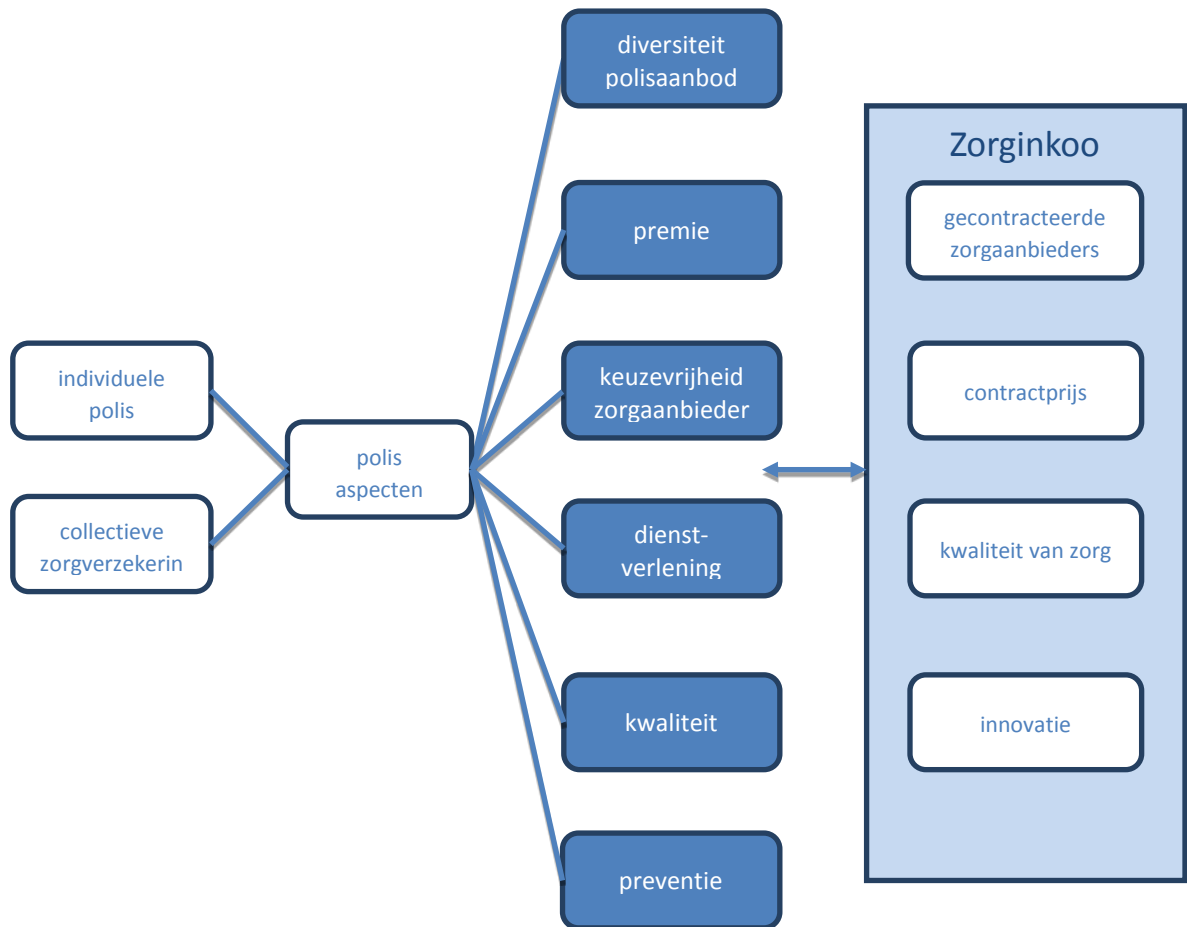 individuele
polis
collectieve
zorgverzekerin
polis
aspecten
diversiteit
polisaanbod
premie
keuzevrijheid
zorgaanbieder
dienst-
verlening
kwaliteit
preventie
Zorginkoo
gecontracteerde
zorgaanbieders
contractprijs
kwaliteit van zorg
innovatie